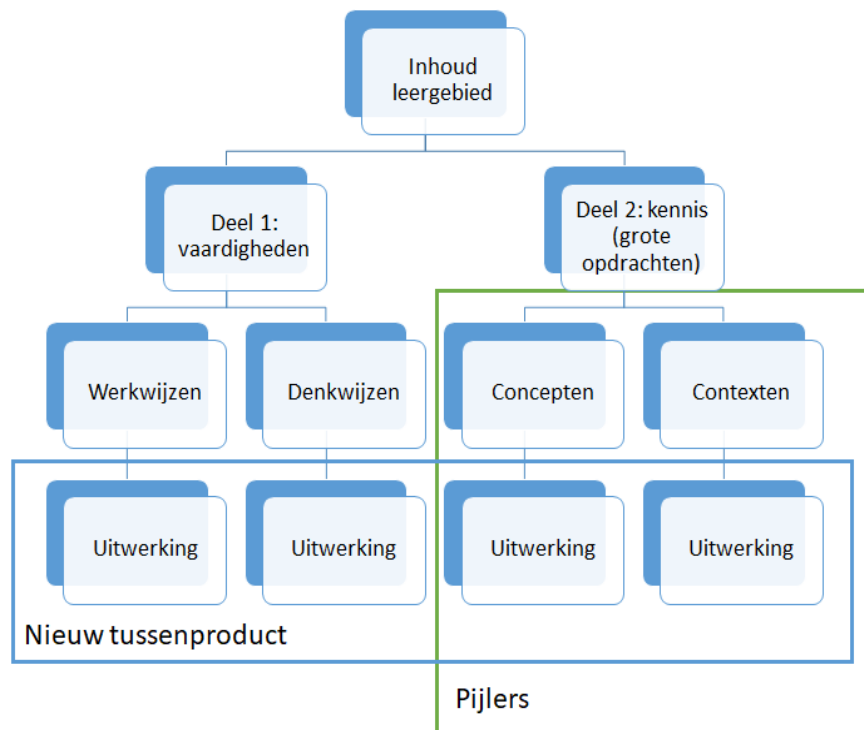 Inhoud
leergebied
Deel 1:
vaardigheden
Deel 2: kennis
(grote
opdrachten)
Werkwijzen
Denkwijzen
Concepten
Contexten
Uitwerking
Uitwerking
Uitwerking
Uitwerking
Nieuw tussenproduct
Pijlers